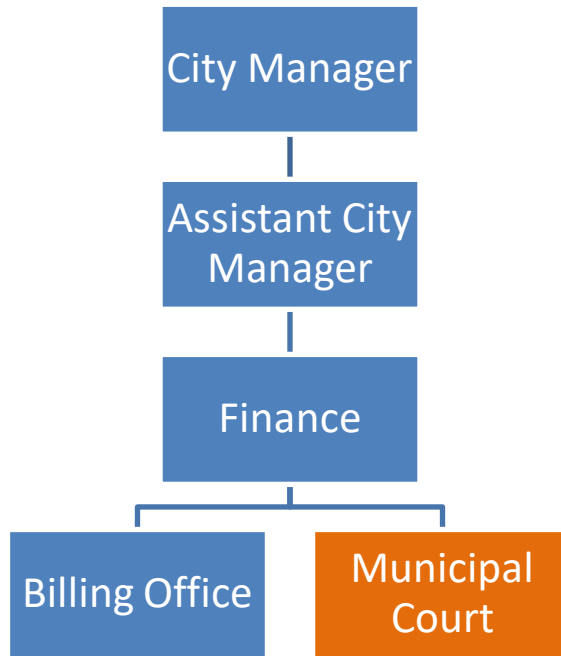 City Manager
Assistant City
Manager
Finance
Billing Office
Municipal
Court